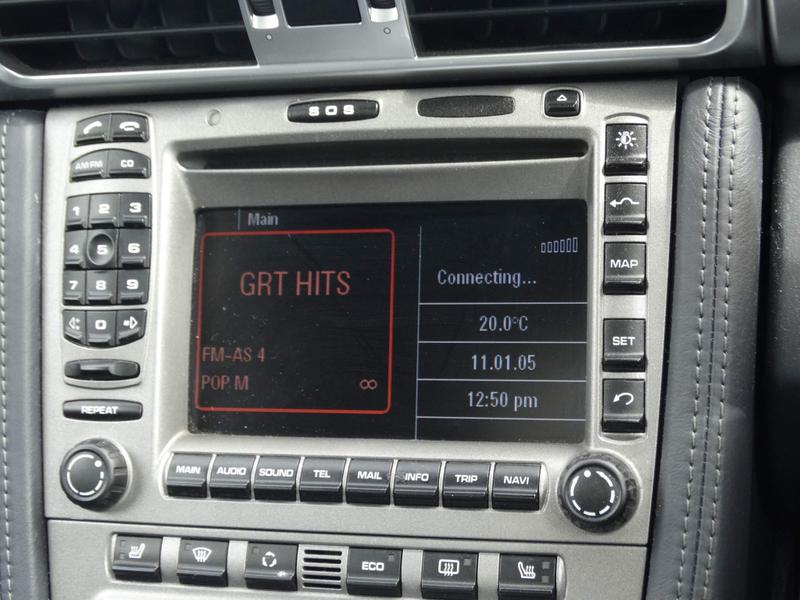 SOS
AM FM CD
1 2 3
4 5 6
7 8 9
0
REPEAT
Main
GRT HITS
FM-AS 4
POP M ∞
Connecting...
20.0°C
11.01.05
12:50 pm
MAP
SET
MAIN AUDIO SOUND TEL MAIL INFO TRIP NAVI
ECO